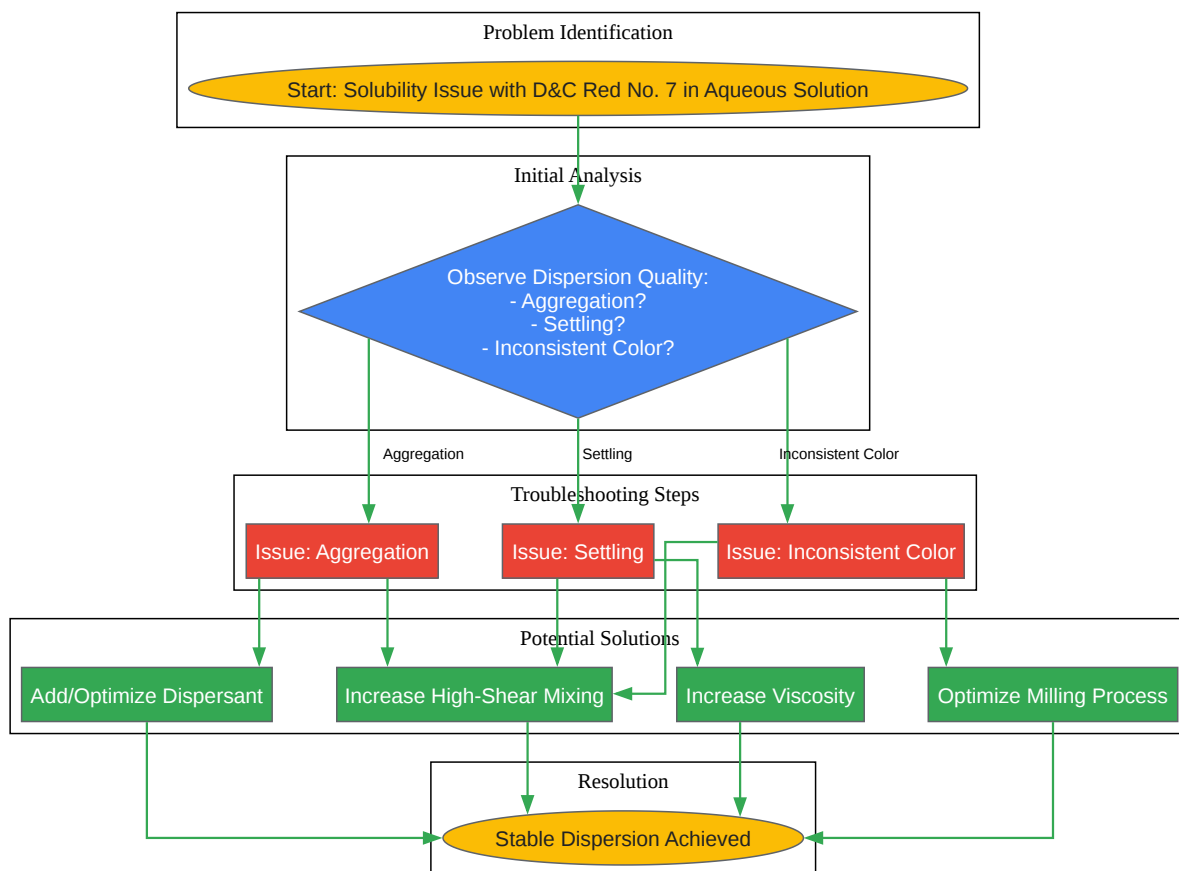 Problem Identification
Start: Solubility Issue with D&C Red No. 7 in Aqueous Solution
Initial Analysis
Observe Dispersion Quality:
- Aggregation?
- Settling?
- Inconsistent Color?
Aggregation
Settling
Inconsistent Color
Troubleshooting Steps
Issue: Aggregation
Issue: Settling
Issue: Inconsistent Color
Potential Solutions
Add/Optimize Dispersant
Increase High-Shear Mixing
Increase Viscosity
Optimize Milling Process
Resolution
Stable Dispersion Achieved